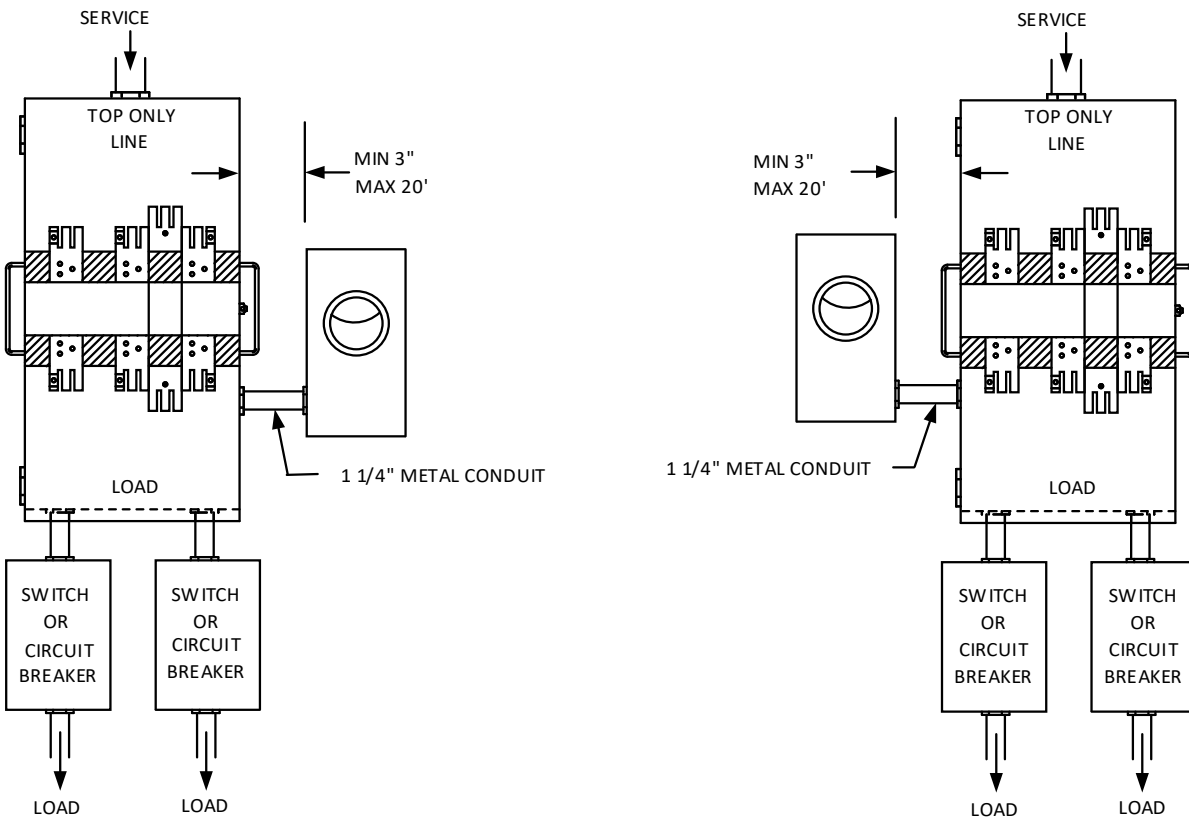 SERVICE
TOP ONLY
LINE
MIN 3"
MAX 20'
1 1/4" METAL CONDUIT
LOAD
SWITCH
OR
CIRCUIT
BREAKER
SWITCH
OR
CIRCUIT
BREAKER
LOAD
LOAD
SERVICE
TOP ONLY
LINE
MIN 3"
MAX 20'
1 1/4" METAL CONDUIT
LOAD
SWITCH
OR
CIRCUIT
BREAKER
SWITCH
OR
CIRCUIT
BREAKER
LOAD
LOAD